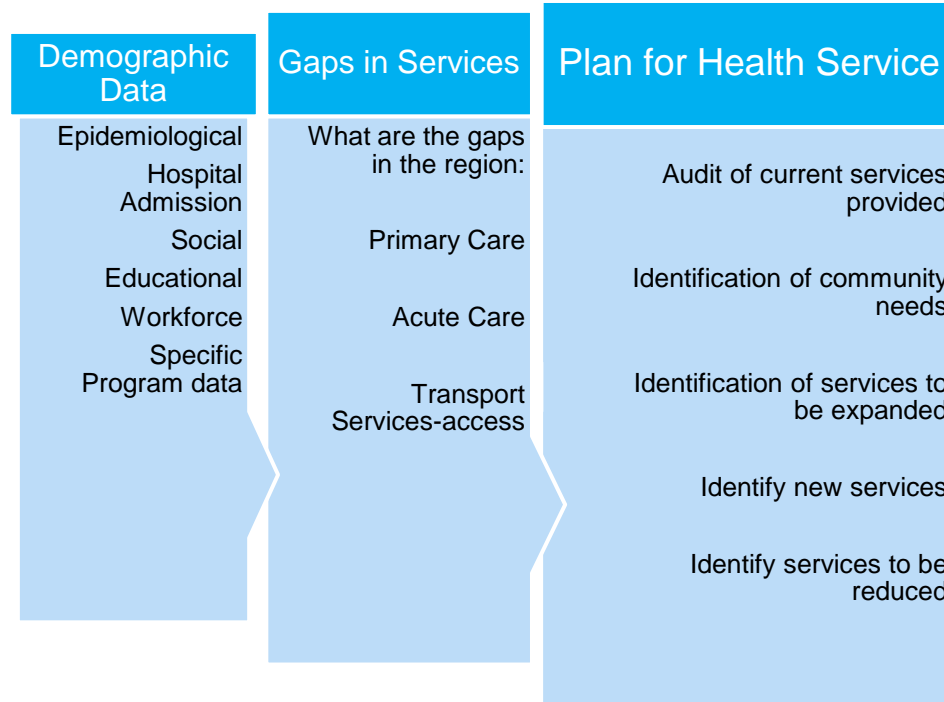 Demographic
Data
Epidemiological
Hospital
Admission
Social
Educational
Workforce
Specific
Program data
Gaps in Services
What are the gaps
in the region:
Primary Care
Acute Care
Transport
Services-access
Plan for Health Service
Audit of current services
provided
Identification of community
needs
Identification of services to
be expanded
Identify new services
Identify services to be
reduced